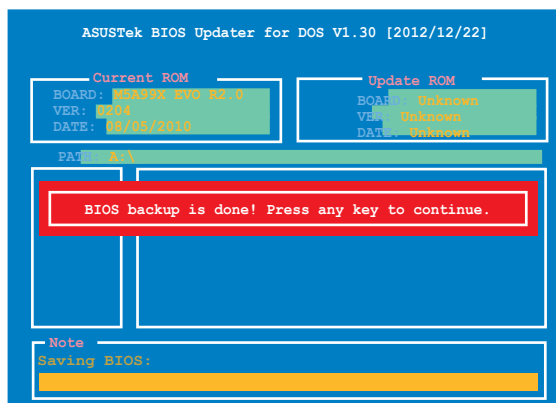 ASUSTek BIOS Updater for DOS V1.30 [2012/12/22]
Current ROM
BOARD: M5A99X EVO R2.0
VER: 0204
DATE: 08/05/2010
Update ROM
BOARD: Unknown
VER: Unknown
DATE: Unknown
PATH: A:\
BIOS backup is done! Press any key to continue.
Note
Saving BIOS: